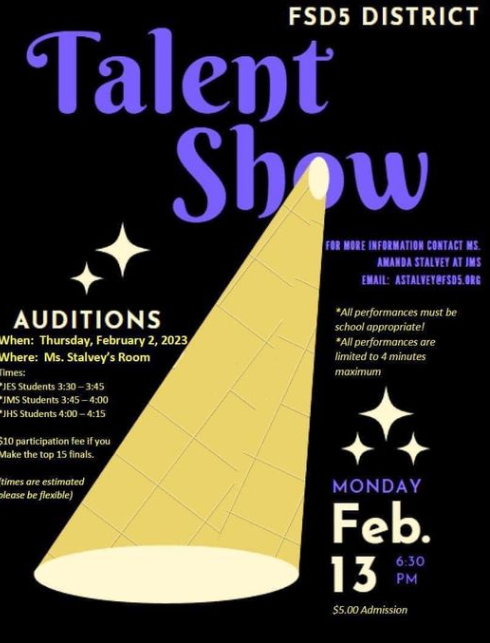 FSD5 DISTRICT
Talent
Show
FOR MORE INFORMATION CONTACT MS.
AMANDA STALVEY AT JMS
EMAIL: ASTALVEY@FSD5.ORG
AUDITIONS
When: Thursday, February 2, 2023
Where: Ms. Stalvey's Room
Times:
*JES Students 3:30 – 3:45
*JMS Students 3:45 – 4:00
*JHS Students 4:00 – 4:15
$10 participation fee if you
Make the top 15 finals.
(times are estimated
please be flexible)
*All performances must be
school appropriate!
*All performances are
limited to 4 minutes
maximum
MONDAY
Feb.
13 6:30
PM
$5.00 Admission